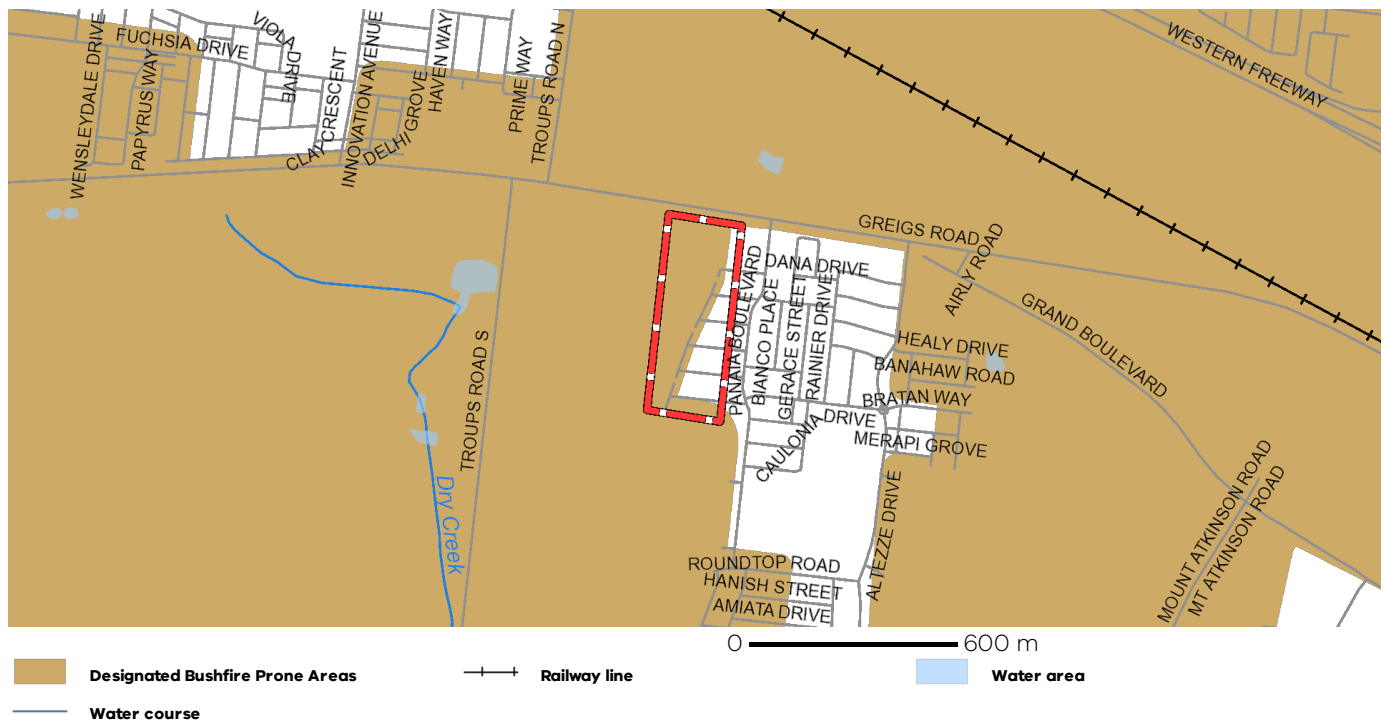 VIOLA DRIVE
FUCHSIA DRIVE
WENSLEYDALE DRIVE
PAPYRUS WAY
CLAY CRESCENT
INNOVATION AVENUE
DELHI GROVE
HAVEN WAY
PRIME WAY
TROUPS ROAD N
WESTERN FREEWAY
GREIGS ROAD
AIRLY ROAD
GRAND BOULEVARD
DANA DRIVE
PANAIA BOULEVARD
BIANCO PLACE
GERACE STREET
RAINIER DRIVE
HEALY DRIVE
BANAHAW ROAD
BRATAN WAY
CAULONIA DRIVE
MERAPI GROVE
TROUPS ROAD S
Dry Creek
ALTEZZE DRIVE
MOUNT ATKINSON ROAD
MT ATKINSON ROAD
ROUNDTOP ROAD
HANISH STREET
AMIATA DRIVE
0 600 m
Designated Bushfire Prone Areas
Railway line
Water area
Water course